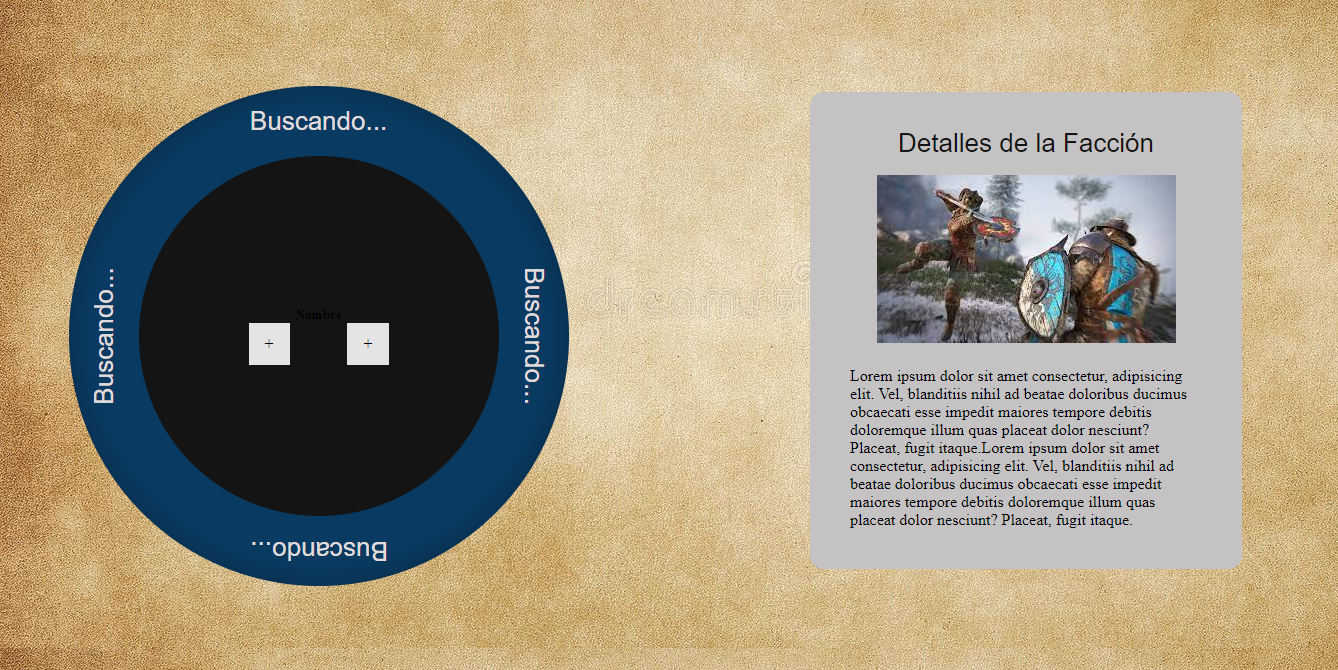 Buscando...
Buscando...
Buscando...
Nombre
+ +
Buscando...
Detalles de la Facción
Lorem ipsum dolor sit amet consectetur, adipisicing
elit. Vel, blanditiis nihil ad beatae doloribus ducimus
obcaecati esse impedit maiores tempore debitis
doloremque illum quas placeat dolor nesciunt?
Placeat, fugit itaque.Lorem ipsum dolor sit amet
consectetur, adipisicing elit. Vel, blanditiis nihil ad
beatae doloribus ducimus obcaecati esse impedit
maiores tempore debitis doloremque illum quas
placeat dolor nesciunt? Placeat, fugit itaque.